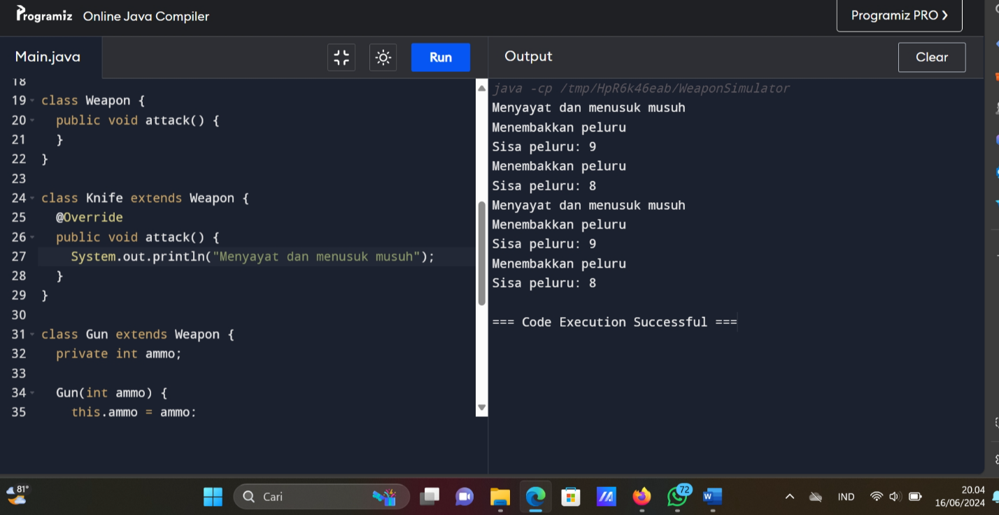 Programiz Online Java Compiler
Programiz PRO ❯
Main.java
Run
Output
Clear
18
19 class Weapon {
20 public void attack() {
21 }
22 }
23
24 class Knife extends Weapon {
25 @Override
26 public void attack() {
27 System.out.println("Menyayat dan menusuk musuh");
28 }
29 }
30
31 class Gun extends Weapon {
32 private int ammo;
33
34 Gun(int ammo) {
35 this.ammo = ammo;
java -cp /tmp/HpR6k46eab/WeaponSimulator
Menyayat dan menusuk musuh
Menembakkan peluru
Sisa peluru: 9
Menembakkan peluru
Sisa peluru: 8
Menyayat dan menusuk musuh
Menembakkan peluru
Sisa peluru: 9
Menembakkan peluru
Sisa peluru: 8
=== Code Execution Successful ===
81°
Cari
72
W
IND
20.04
16/06/2024